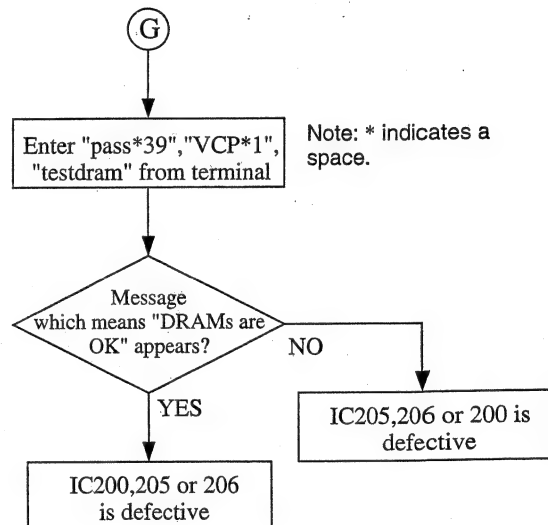 G
Enter "pass*39","VCP*1",
"testdram" from terminal
Note: * indicates a
space.
Message
which means "DRAMs are
OK" appears?
NO
YES
IC205,206 or 200 is
defective
IC200,205 or 206
is defective